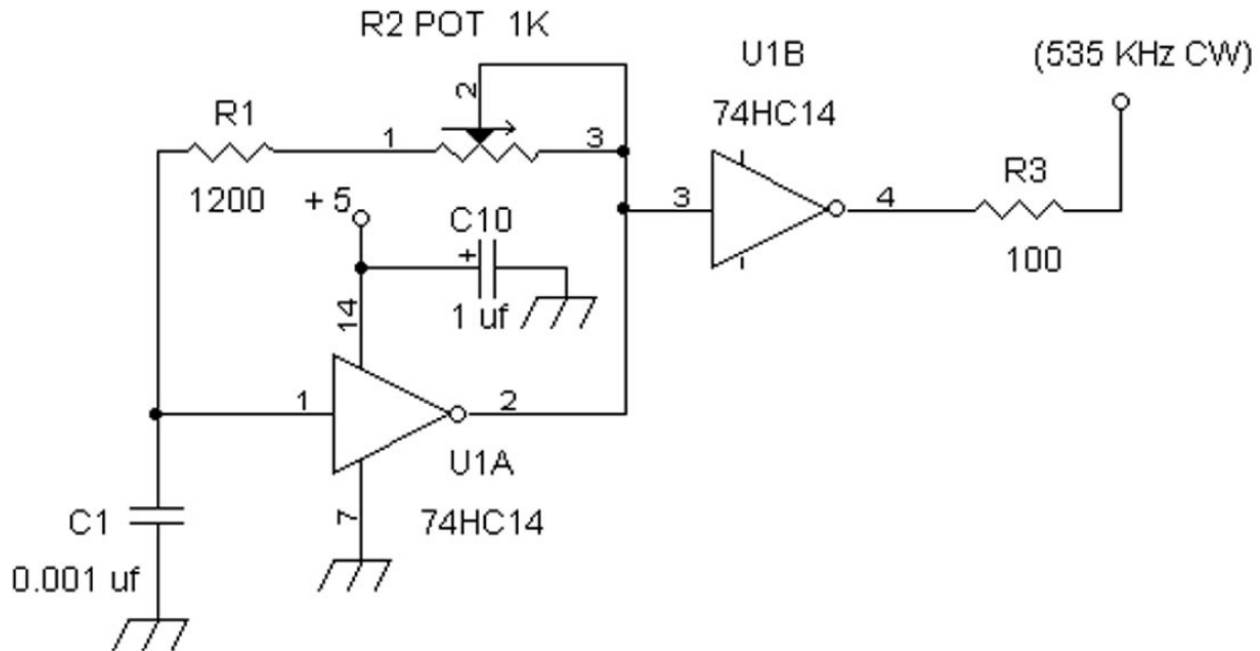 R2 POT 1K
U1B
(535 KHz CW)
2
74HC14
R1
1
3
R3
1200
+ 5
C10
+
3
4
100
14
1 uf
1
2
U1A
C1
7
74HC14
0.001 uf